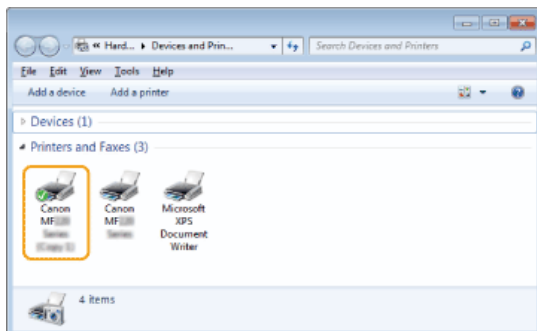 « Hard... ▸ Devices and Prin...
Search Devices and Printers
File Edit View Tools Help
Add a device Add a printer
Devices (1)
Printers and Faxes (3)
Canon
MF
Canon
MF
Microsoft
XPS
Document
Writer
4 items